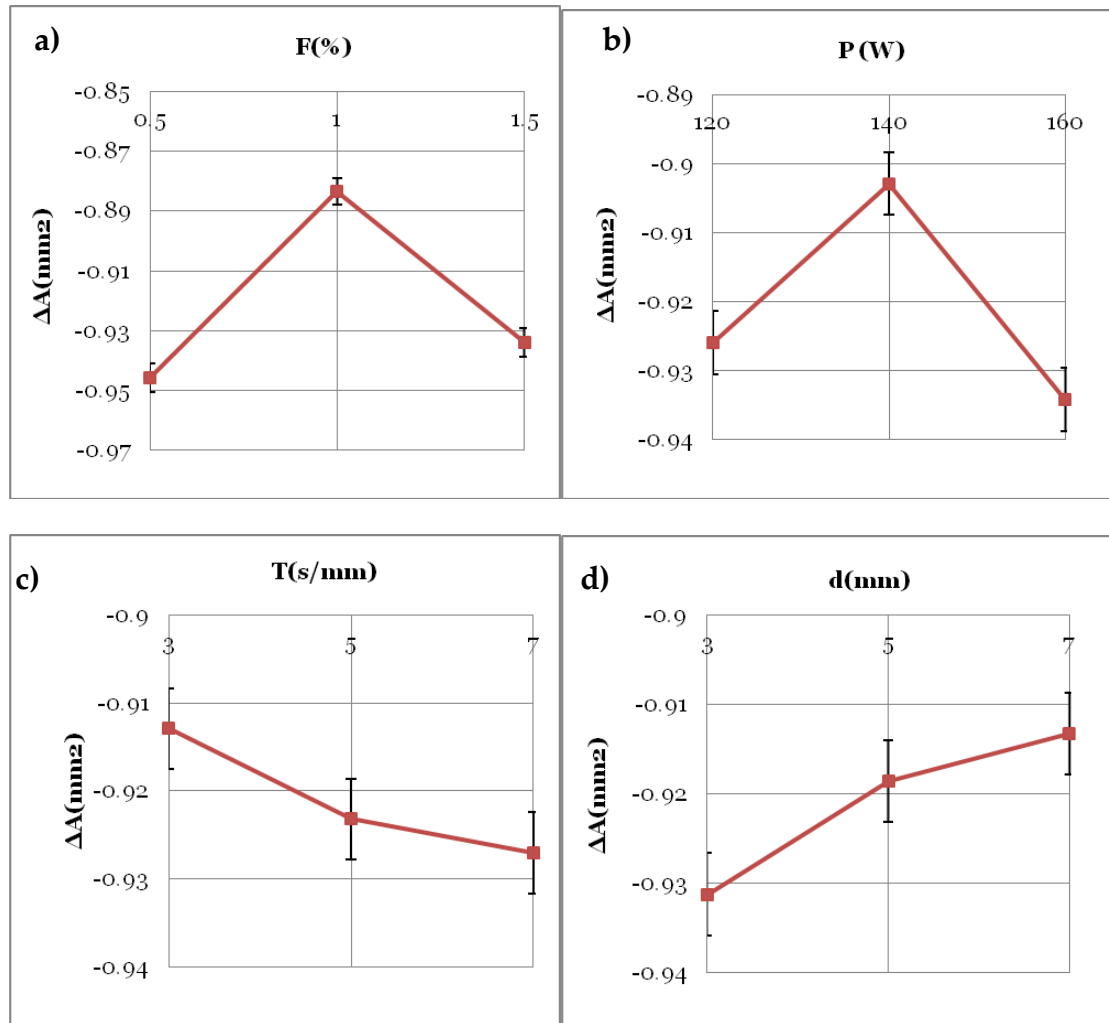 a)
F(%)
-0.85
0.5 1 1.5
-0.87
-0.89
-0.91
-0.93
-0.95
-0.97
ΔA(mm2)
b)
P (W)
-0.89
120 140 160
-0.9
-0.91
-0.92
-0.93
-0.94
ΔA(mm2)
c)
T(s/mm)
-0.9
3 5 7
-0.91
-0.92
-0.93
-0.94
ΔA(mm2)
d)
d(mm)
-0.9
3 5 7
-0.91
-0.92
-0.93
-0.94
ΔA(mm2)